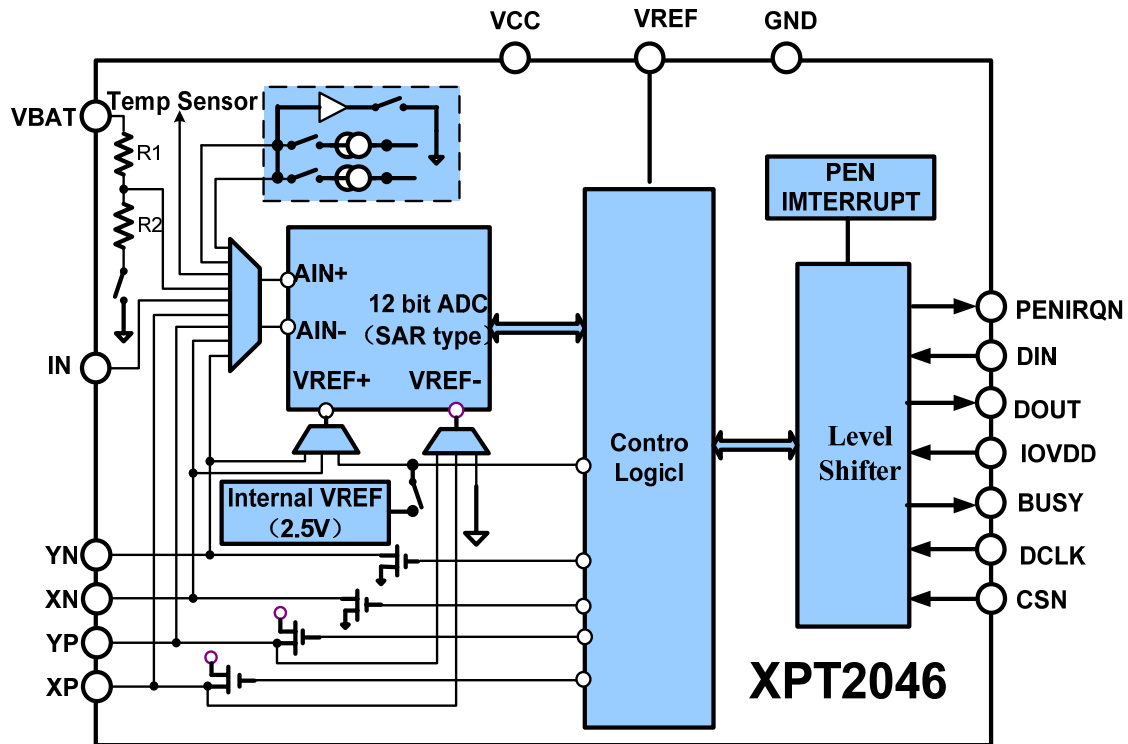 VCC
VREF
GND
VBAT
Temp Sensor
R1
R2
PEN
IMTERRUPT
AIN+
12 bit ADC
AIN-
（SAR type）
VREF+
VREF-
IN
PENIRQN
DIN
DOUT
IOVDD
BUSY
DCLK
CSN
Contro
Logicl
Level
Shifter
Internal VREF
（2.5V）
YN
XN
YP
XP
XPT2046